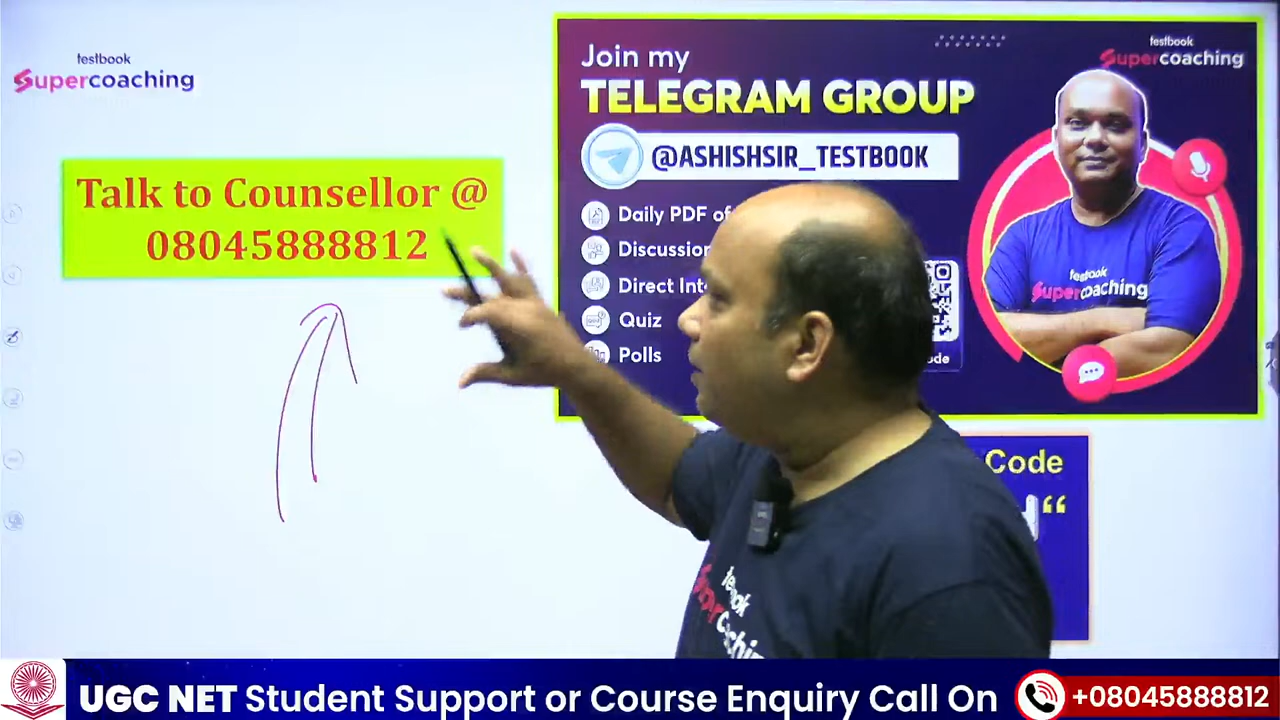 testbook
Supercoaching
Talk to Counsellor @
08045888812
Join my
TELEGRAM GROUP
@ASHISHSIR_TESTBOOK
Daily PDF of
Discussion
Direct
Quiz
Polls
testbook
Supercoaching
testbook
Supercoaching
Code
“
testbook
UGC NET Student Support or Course Enquiry Call On
+08045888812